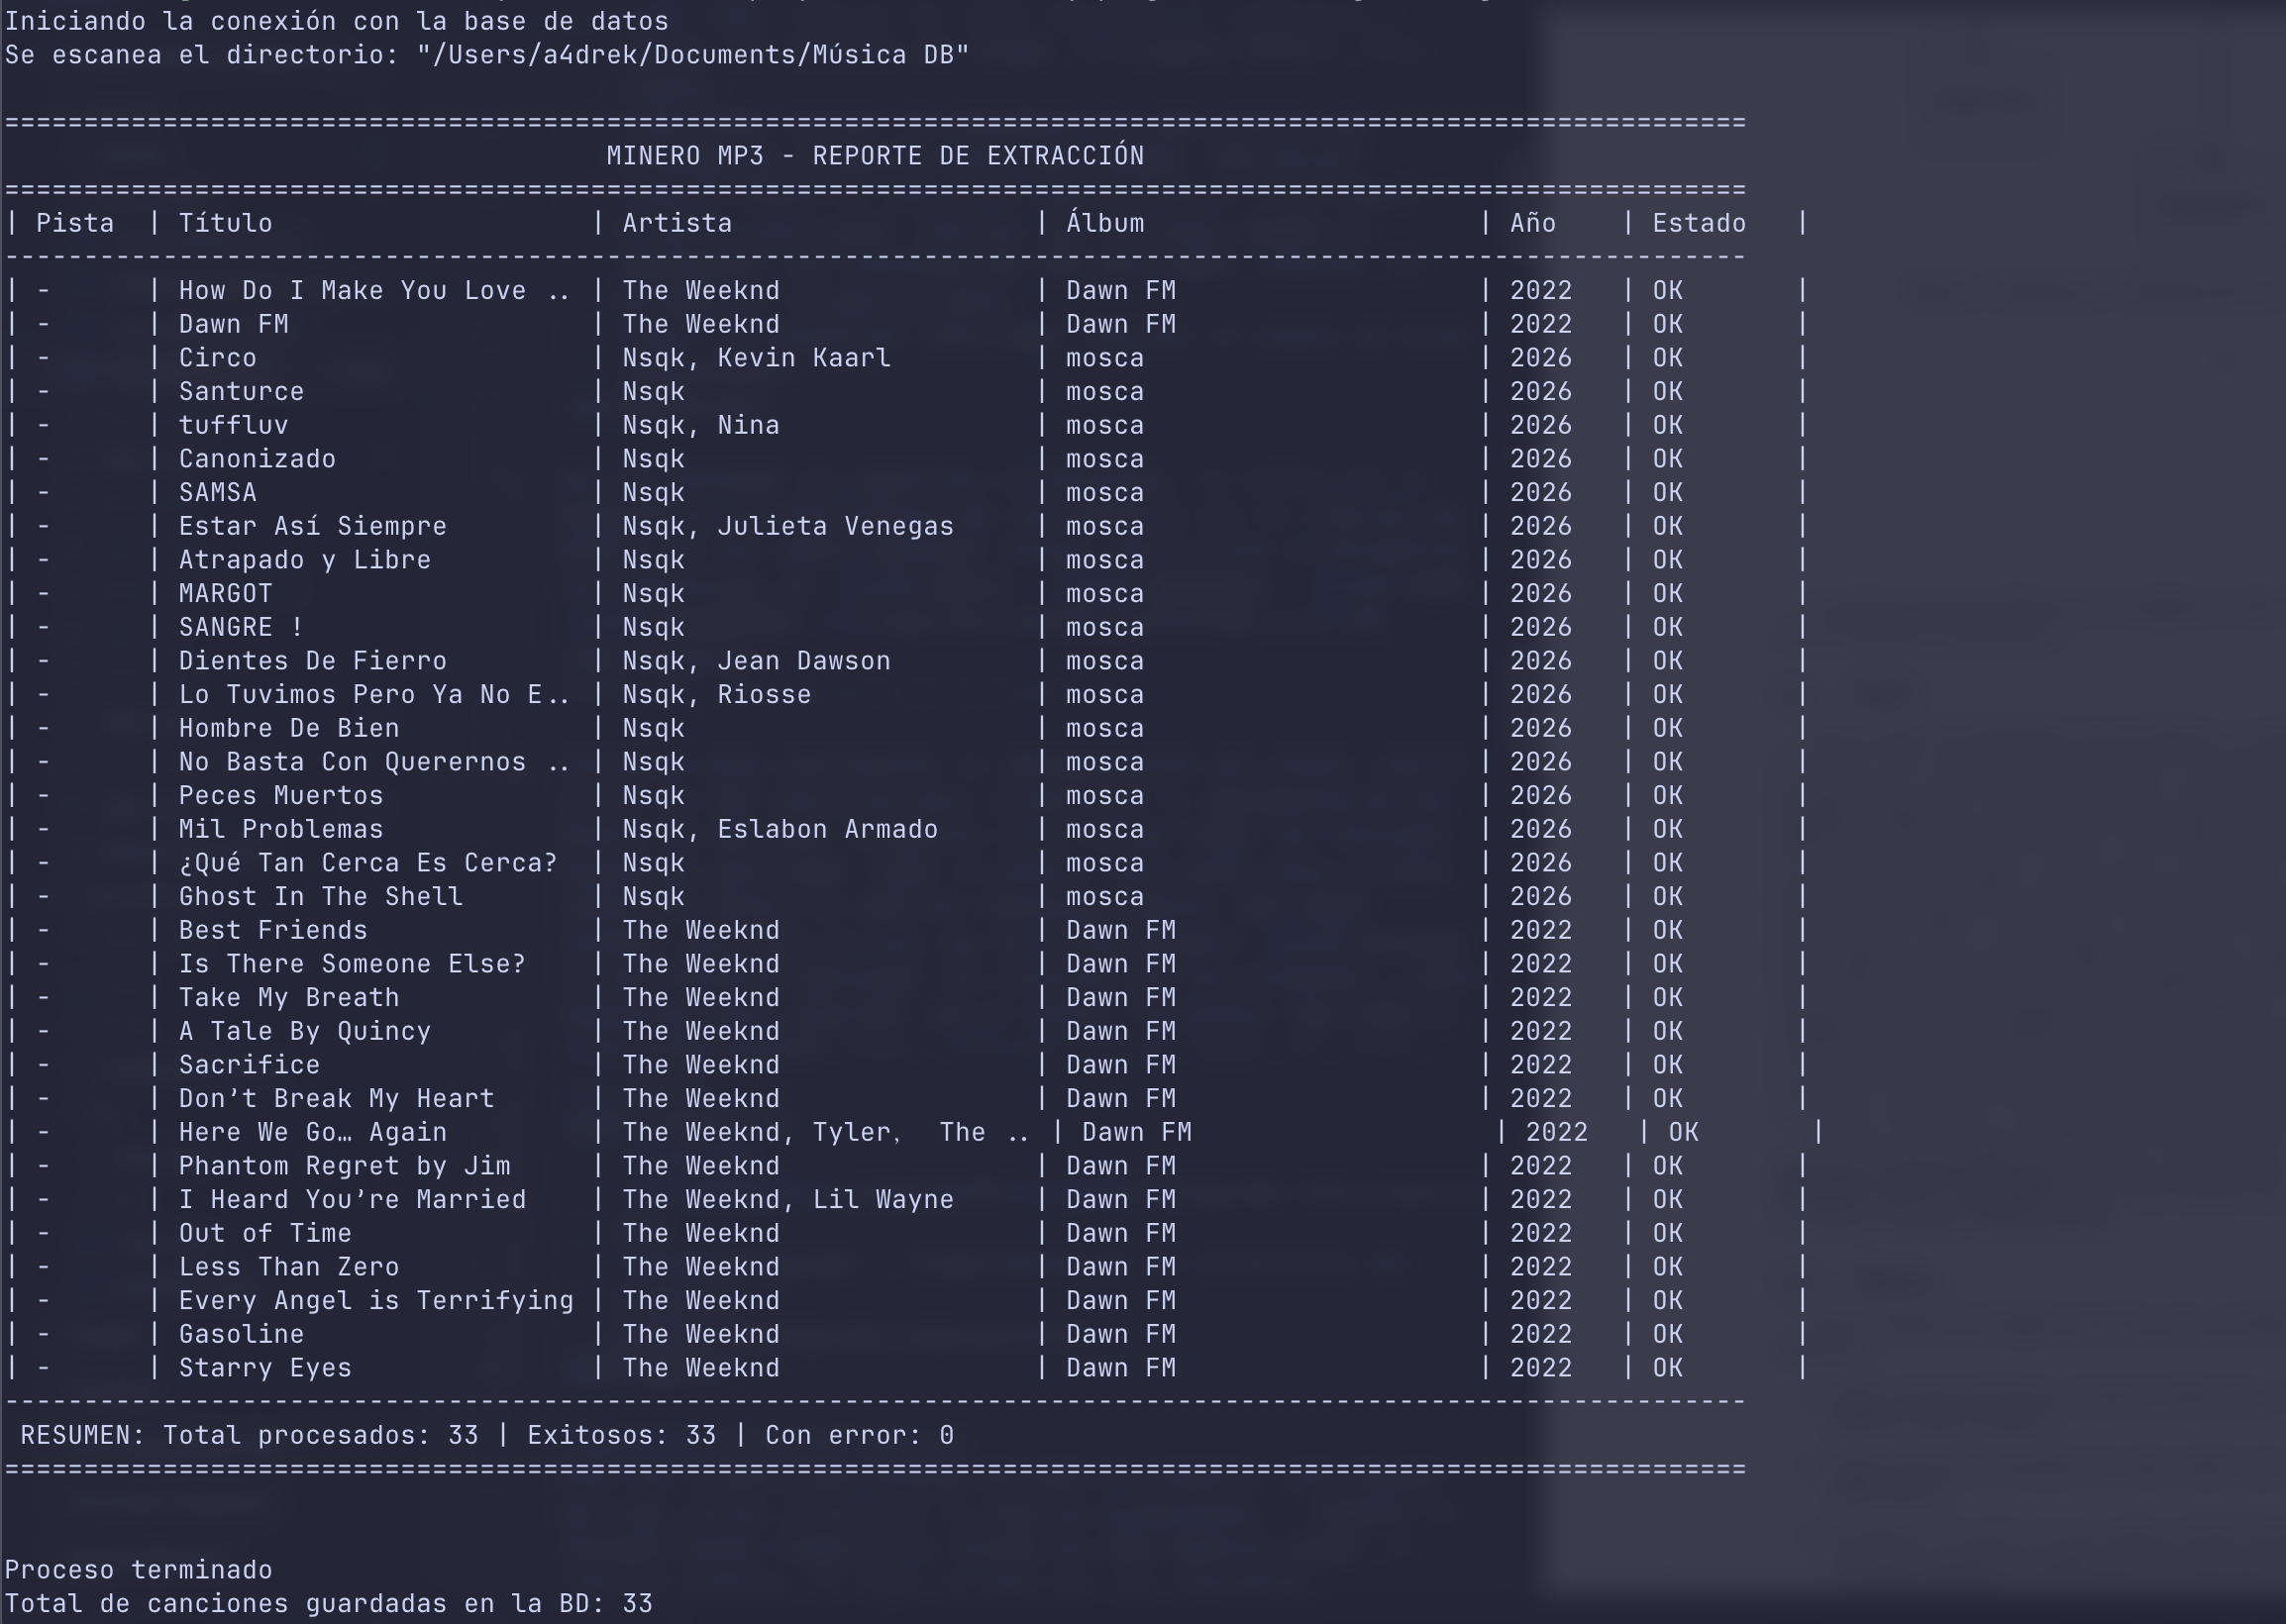 Iniciando la conexión con la base de datos
Se escanea el directorio: "/Users/a4drek/Documents/Música DB"
==============================================================================================================
MINERO MP3 - REPORTE DE EXTRACCIÓN
==============================================================================================================
| Pista  | Título                    | Artista                   | Álbum                     | Año    | Estado   |
--------------------------------------------------------------------------------------------------------------
| -      | How Do I Make You Love .. | The Weeknd                | Dawn FM                   | 2022   | OK       |
| -      | Dawn FM                   | The Weeknd                | Dawn FM                   | 2022   | OK       |
| -      | Circo                     | Nsqk, Kevin Kaarl         | mosca                     | 2026   | OK       |
| -      | Santurce                  | Nsqk                      | mosca                     | 2026   | OK       |
| -      | tuffluv                   | Nsqk, Nina                | mosca                     | 2026   | OK       |
| -      | Canonizado                | Nsqk                      | mosca                     | 2026   | OK       |
| -      | SAMSA                     | Nsqk                      | mosca                     | 2026   | OK       |
| -      | Estar Así Siempre         | Nsqk, Julieta Venegas     | mosca                     | 2026   | OK       |
| -      | Atrapado y Libre          | Nsqk                      | mosca                     | 2026   | OK       |
| -      | MARGOT                    | Nsqk                      | mosca                     | 2026   | OK       |
| -      | SANGRE !                  | Nsqk                      | mosca                     | 2026   | OK       |
| -      | Dientes De Fierro         | Nsqk, Jean Dawson         | mosca                     | 2026   | OK       |
| -      | Lo Tuvimos Pero Ya No E.. | Nsqk, Riosse              | mosca                     | 2026   | OK       |
| -      | Hombre De Bien            | Nsqk                      | mosca                     | 2026   | OK       |
| -      | No Basta Con Querernos .. | Nsqk                      | mosca                     | 2026   | OK       |
| -      | Peces Muertos             | Nsqk                      | mosca                     | 2026   | OK       |
| -      | Mil Problemas             | Nsqk, Eslabon Armado      | mosca                     | 2026   | OK       |
| -      | ¿Qué Tan Cerca Es Cerca?  | Nsqk                      | mosca                     | 2026   | OK       |
| -      | Ghost In The Shell        | Nsqk                      | mosca                     | 2026   | OK       |
| -      | Best Friends              | The Weeknd                | Dawn FM                   | 2022   | OK       |
| -      | Is There Someone Else?    | The Weeknd                | Dawn FM                   | 2022   | OK       |
| -      | Take My Breath            | The Weeknd                | Dawn FM                   | 2022   | OK       |
| -      | A Tale By Quincy          | The Weeknd                | Dawn FM                   | 2022   | OK       |
| -      | Sacrifice                 | The Weeknd                | Dawn FM                   | 2022   | OK       |
| -      | Don’t Break My Heart      | The Weeknd                | Dawn FM                   | 2022   | OK       |
| -      | Here We Go… Again         | The Weeknd, Tyler， The .. | Dawn FM                   | 2022   | OK       |
| -      | Phantom Regret by Jim     | The Weeknd                | Dawn FM                   | 2022   | OK       |
| -      | I Heard You’re Married    | The Weeknd, Lil Wayne     | Dawn FM                   | 2022   | OK       |
| -      | Out of Time               | The Weeknd                | Dawn FM                   | 2022   | OK       |
| -      | Less Than Zero            | The Weeknd                | Dawn FM                   | 2022   | OK       |
| -      | Every Angel is Terrifying | The Weeknd                | Dawn FM                   | 2022   | OK       |
| -      | Gasoline                  | The Weeknd                | Dawn FM                   | 2022   | OK       |
| -      | Starry Eyes               | The Weeknd                | Dawn FM                   | 2022   | OK       |
--------------------------------------------------------------------------------------------------------------
RESUMEN: Total procesados: 33 | Exitosos: 33 | Con error: 0
==============================================================================================================
Proceso terminado
Total de canciones guardadas en la BD: 33